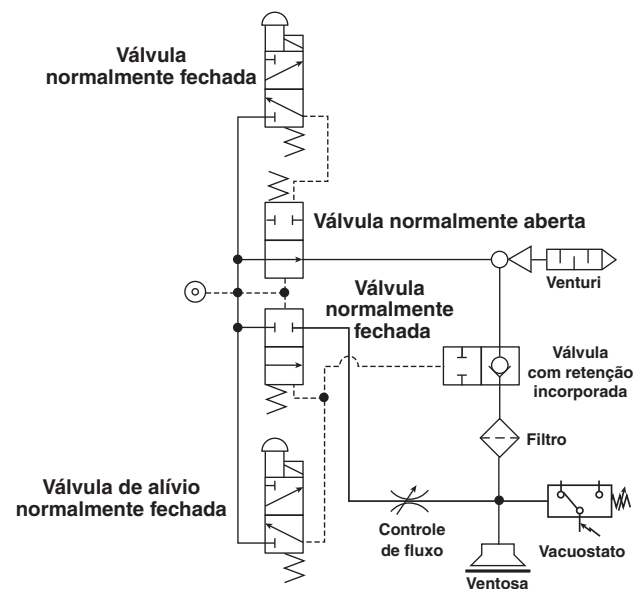 Válvula
normalmente fechada
Válvula normalmente aberta
Venturi
Válvula
normalmente
fechada
Válvula
com retenção
incorporada
Filtro
Válvula de alívio
normalmente fechada
Controle
de fluxo
Vacuostato
Ventosa